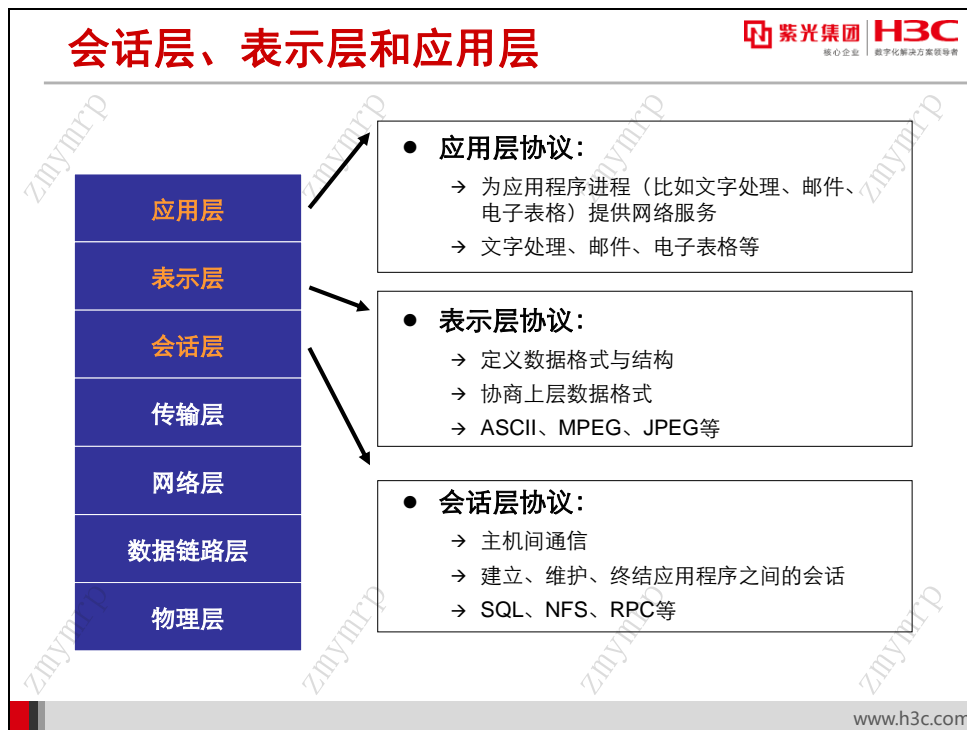 会话层、表示层和应用层
紫光集团
核心企业
H3C
数字化解决方案领导者
应用层
表示层
会话层
传输层
网络层
数据链路层
物理层
● 应用层协议：
→ 为应用程序进程（比如文字处理、邮件、
电子表格）提供网络服务
→ 文字处理、邮件、电子表格等
● 表示层协议：
→ 定义数据格式与结构
→ 协商上层数据格式
→ ASCII、MPEG、JPEG等
● 会话层协议：
→ 主机间通信
→ 建立、维护、终结应用程序之间的会话
→ SQL、NFS、RPC等
zmymrp
zmymrp
zmymrp
zmymrp
zmymrp
zmymrp
zmymrp
zmymrp
www.h3c.com